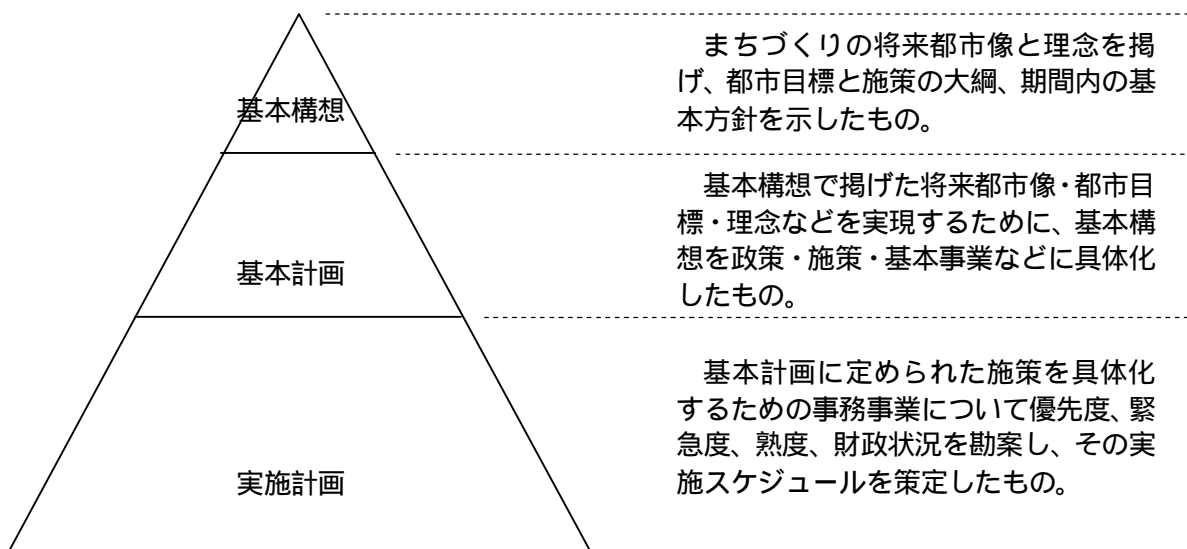 基本構想
まちづくりの将来都市像と理念を掲
げ、都市目標と施策の大綱、期間内の基
本方針を示したもの。
基本計画
基本構想で掲げた将来都市像・都市目
標・理念などを実現するために、基本構
想を政策・施策・基本事業などに具体化
したもの。
実施計画
基本計画に定められた施策を具体化
するための事務事業について優先度、緊
急度、熟度、財政状況を勘案し、その実
施スケジュールを策定したもの。